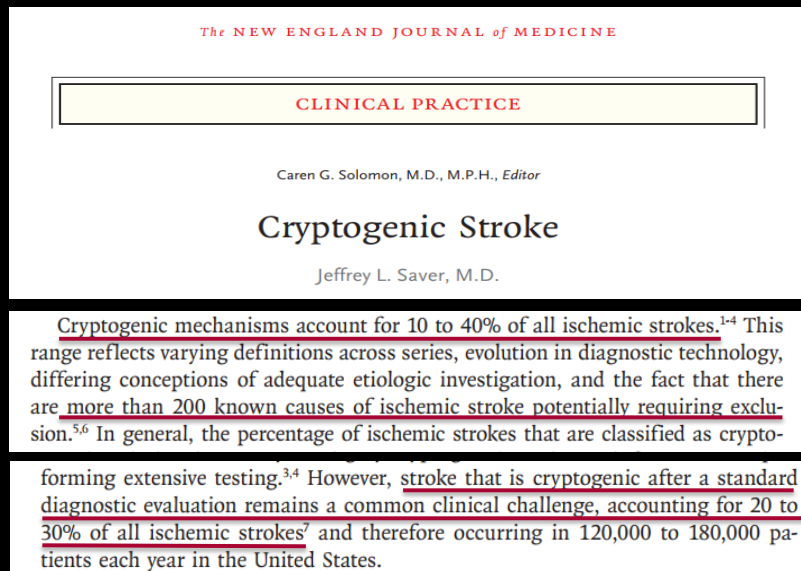 The NEW ENGLAND JOURNAL of MEDICINE
CLINICAL PRACTICE
Caren G. Solomon, M.D., M.P.H., Editor
Cryptogenic Stroke
Jeffrey L. Saver, M.D.
Cryptogenic mechanisms account for 10 to 40% of all ischemic strokes.1-4 This
range reflects varying definitions across series, evolution in diagnostic technology,
differing conceptions of adequate etiologic investigation, and the fact that there
are more than 200 known causes of ischemic stroke potentially requiring exclu-
sion.5,6 In general, the percentage of ischemic strokes that are classified as crypto-
forming extensive testing.3,4 However, stroke that is cryptogenic after a standard
diagnostic evaluation remains a common clinical challenge, accounting for 20 to
30% of all ischemic strokes7 and therefore occurring in 120,000 to 180,000 pa-
tients each year in the United States.